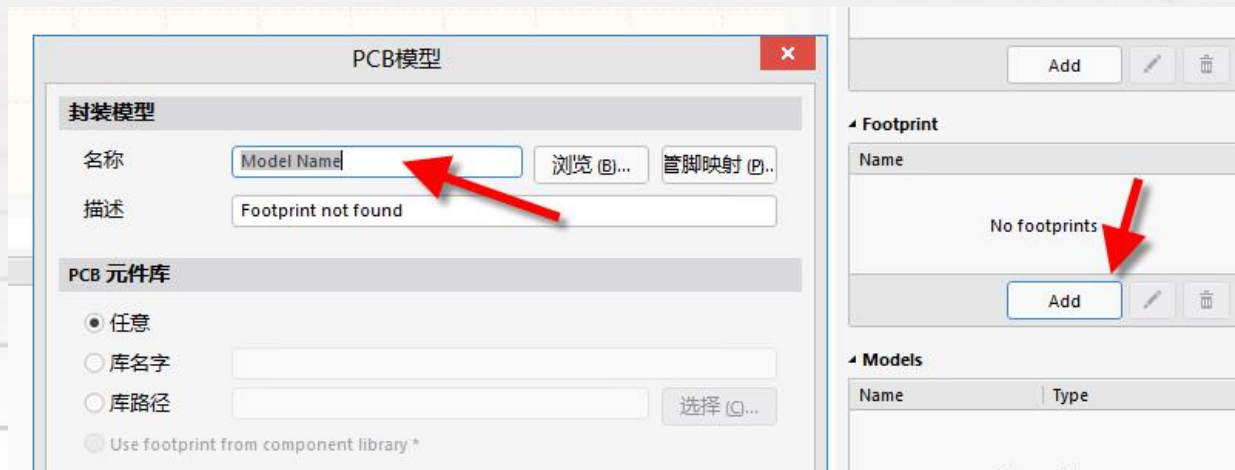 PCB模型
封装模型
名称
Model Name
浏览 (B)...
管脚映射 (P)..
描述
Footprint not found
PCB 元件库
任意
库名字
库路径
选择 (C)...
Use footprint from component library *
Add
Footprint
Name
No footprints
Add
Models
Name
Type